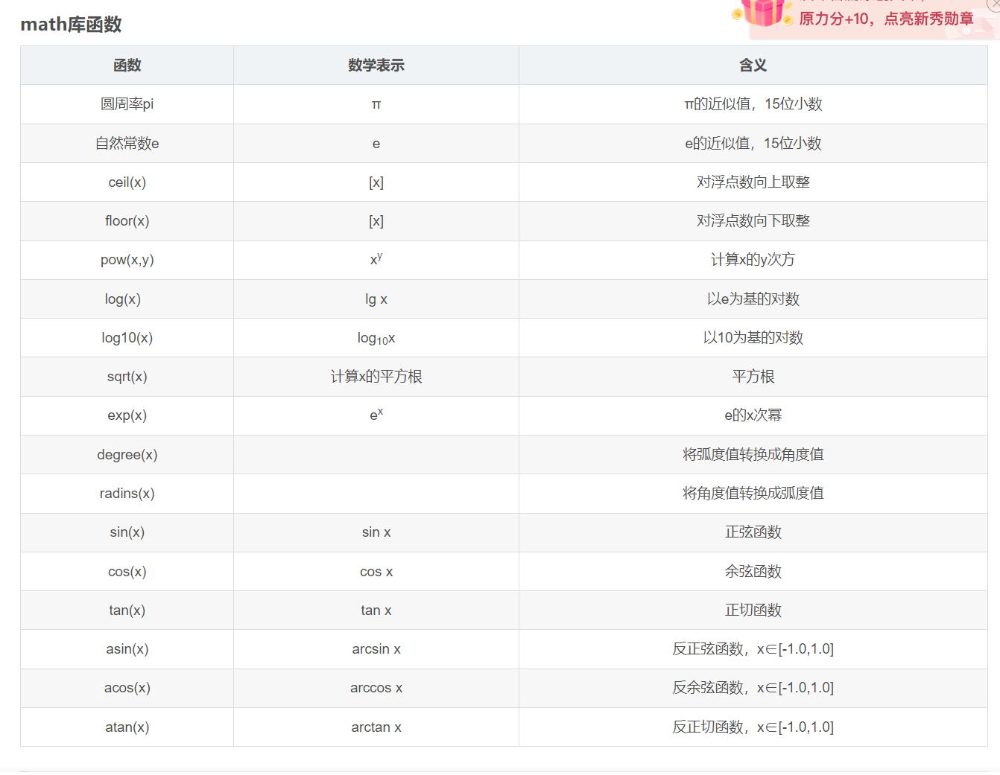 math库函数
原力分+10，点亮新秀勋章
函数 数学表示 含义
圆周率pi π π的近似值，15位小数
自然常数e e e的近似值，15位小数
ceil(x) [x] 对浮点数向上取整
floor(x) [x] 对浮点数向下取整
pow(x,y) xʸ 计算x的y次方
log(x) lg x 以e为基的对数
log10(x) log₁₀x 以10为基的对数
sqrt(x) 计算x的平方根 平方根
exp(x) eˣ e的x次幂
degree(x) 将弧度值转换成角度值
radins(x) 将角度值转换成弧度值
sin(x) sin x 正弦函数
cos(x) cos x 余弦函数
tan(x) tan x 正切函数
asin(x) arcsin x 反正弦函数，x∈[-1.0,1.0]
acos(x) arccos x 反余弦函数，x∈[-1.0,1.0]
atan(x) arctan x 反正切函数，x∈[-1.0,1.0]